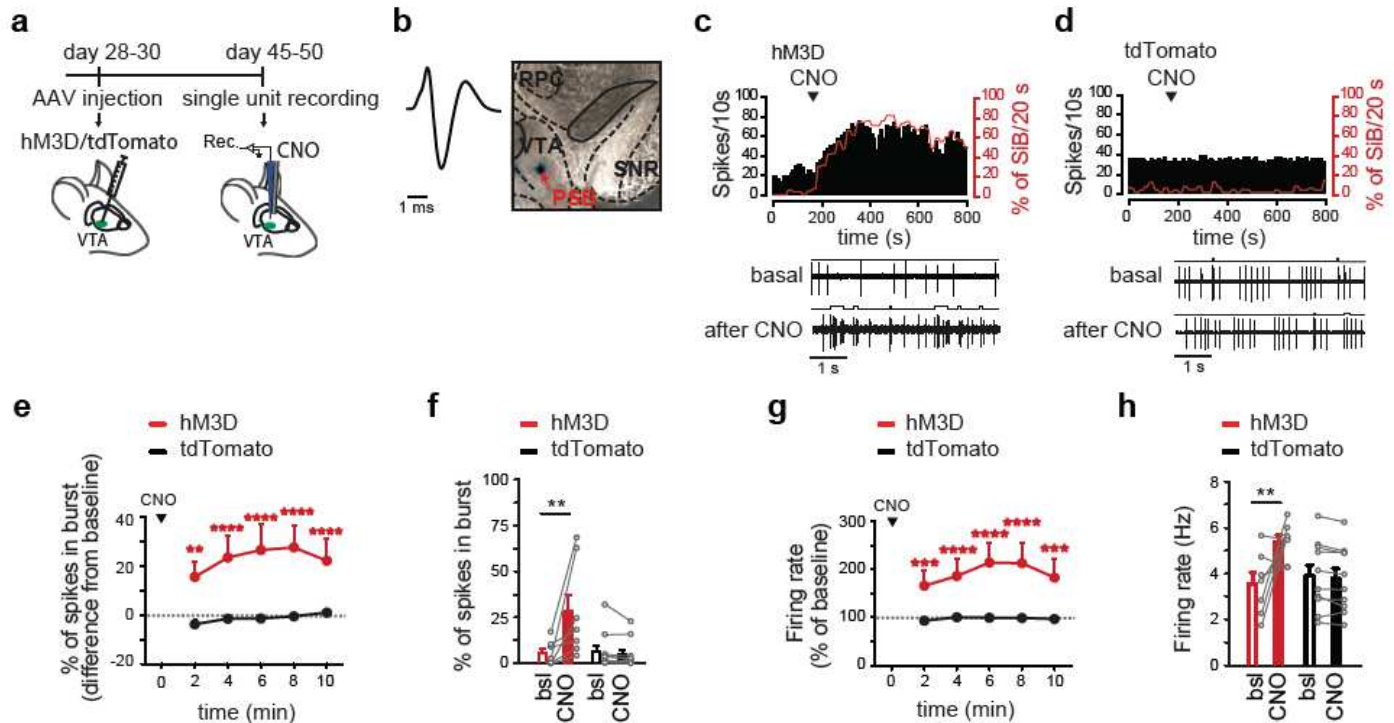 a
day 28-30
day 45-50
AAV injection
single unit recording
hM3D/tdTomato
Rec.
CNO
VTA
VTA
b
1 ms
RPC
VTA
SNR
PSB
c
hM3D
CNO
Spikes/10s
100
80
60
40
20
0
100
80
60
40
20
0
% of SiB/20 s
0
200
400
600
800
time (s)
basal
after CNO
1 s
d
tdTomato
CNO
Spikes/10s
100
80
60
40
20
0
100
80
60
40
20
0
% of SiB/20 s
0
200
400
600
800
time (s)
basal
after CNO
1 s
e
hM3D
tdTomato
% of spikes in burst
(difference from baseline)
CNO
40
20
0
-20
**
****
****
****
****
0
2
4
6
8
10
time (min)
f
hM3D
tdTomato
% of spikes in burst
100
75
50
25
0
**
bsl
CNO
bsl
CNO
g
hM3D
tdTomato
Firing rate
(% of baseline)
CNO
300
200
100
0
***
****
****
****
***
0
2
4
6
8
10
time (min)
h
hM3D
tdTomato
Firing rate (Hz)
8
6
4
2
0
**
bsl
CNO
bsl
CNO